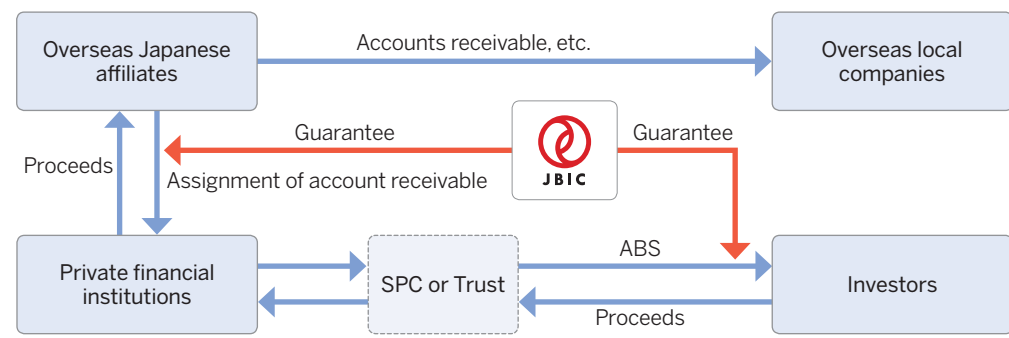 Overseas Japanese
affiliates
Accounts receivable, etc.
Overseas local
companies
Guarantee
JBIC
Guarantee
Proceeds
Assignment of account receivable
Private financial
institutions
SPC or Trust
ABS
Investors
Proceeds